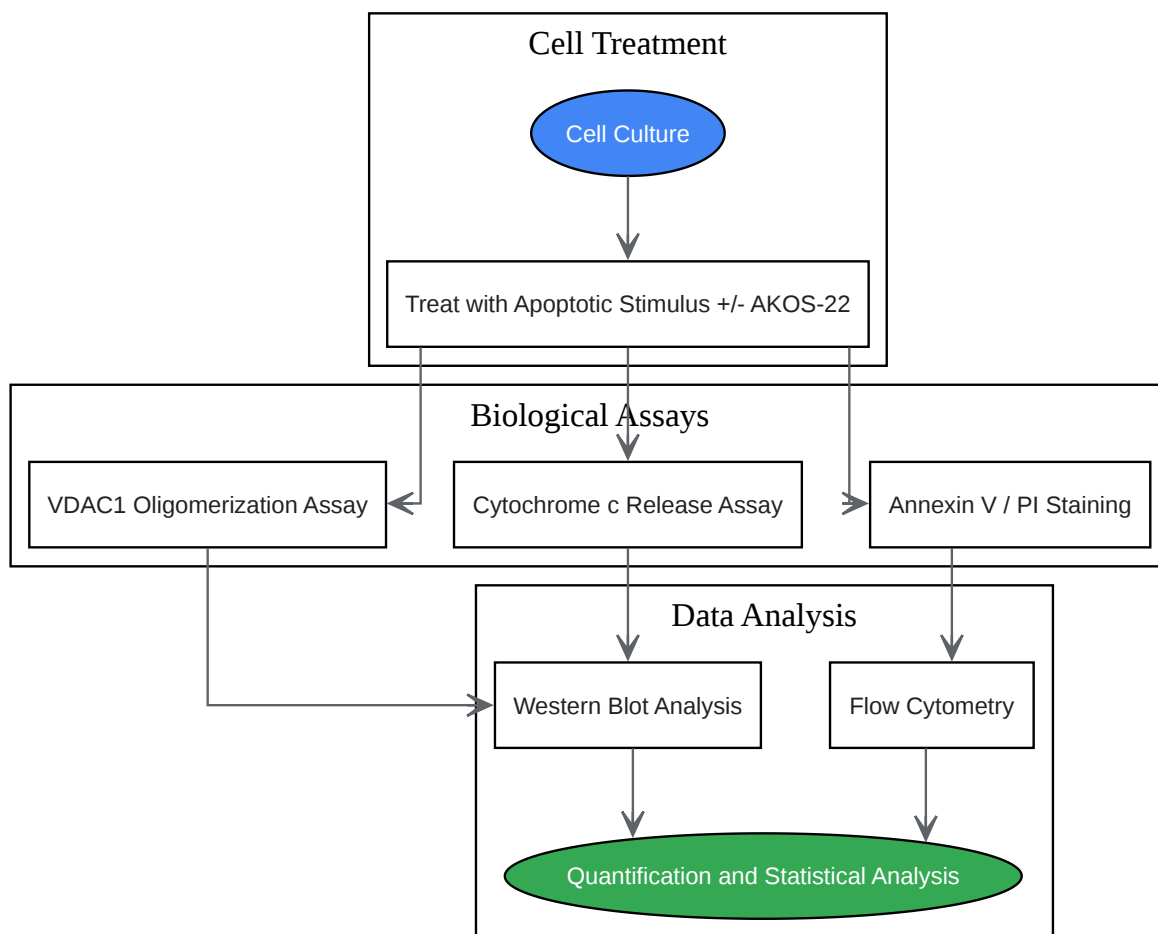 Cell Treatment
Cell Culture
Treat with Apoptotic Stimulus +/- AKOS-22
Biological Assays
VDAC1 Oligomerization Assay
Cytochrome c Release Assay
Annexin V / PI Staining
Data Analysis
Western Blot Analysis
Flow Cytometry
Quantification and Statistical Analysis